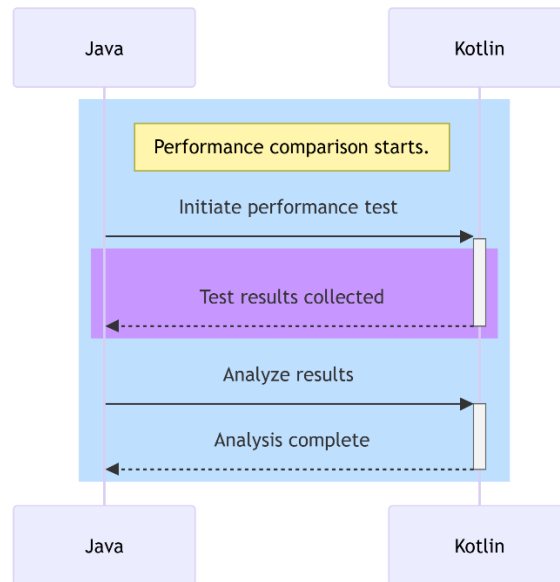 Java
Kotlin
Performance comparison starts.
Initiate performance test
Test results collected
Analyze results
Analysis complete
Java
Kotlin